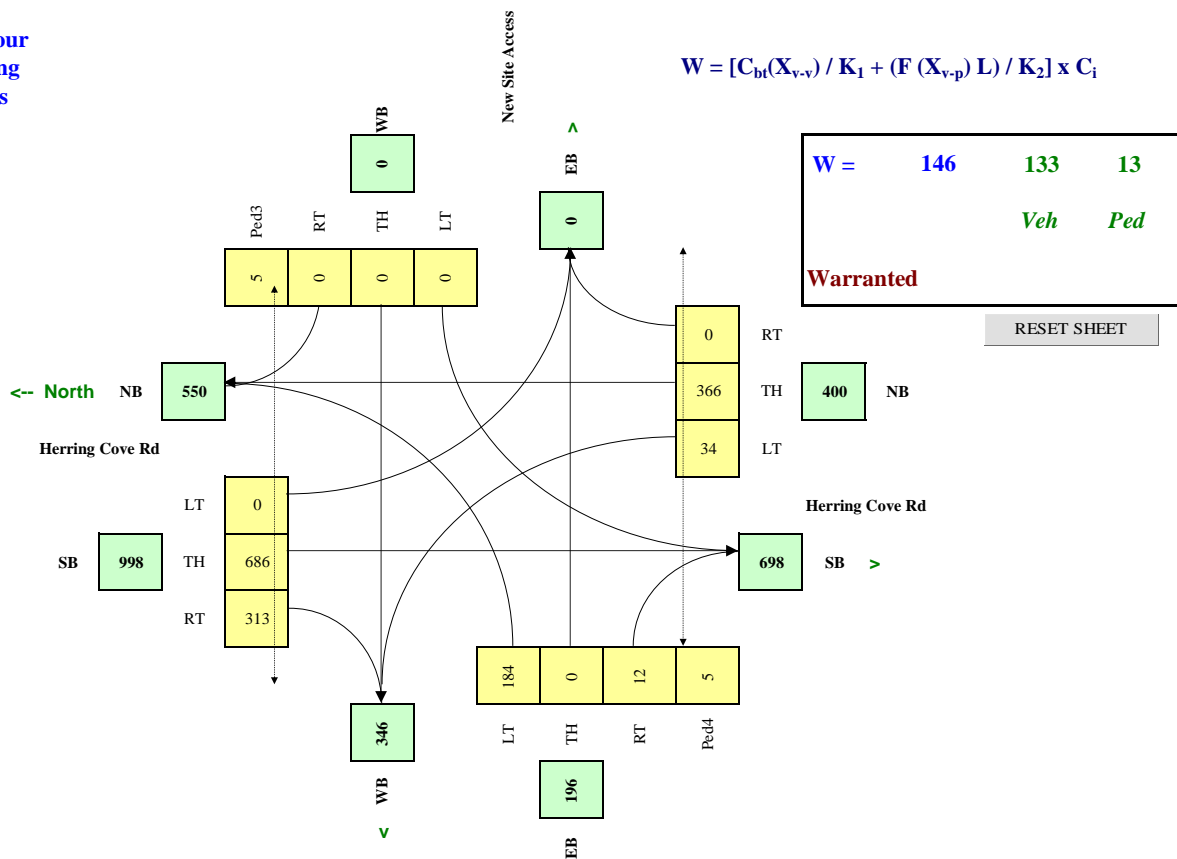 our
ng
s
New Site Access
W = [Cbt(Xv-v) / K1 + (F (Xv-p) L) / K2] x Ci
WB
0
^
EB
0
W = 146 133 13
Veh Ped
Warranted
RESET SHEET
Ped3 RT TH LT
5 0 0 0
0 RT
366 TH 400 NB
34 LT
<-- North NB 550
Herring Cove Rd
LT 0
SB 998 TH 686
RT 313
Herring Cove Rd
698 SB >
184 0 12 5
LT TH RT Ped4
346
WB
v
196
EB